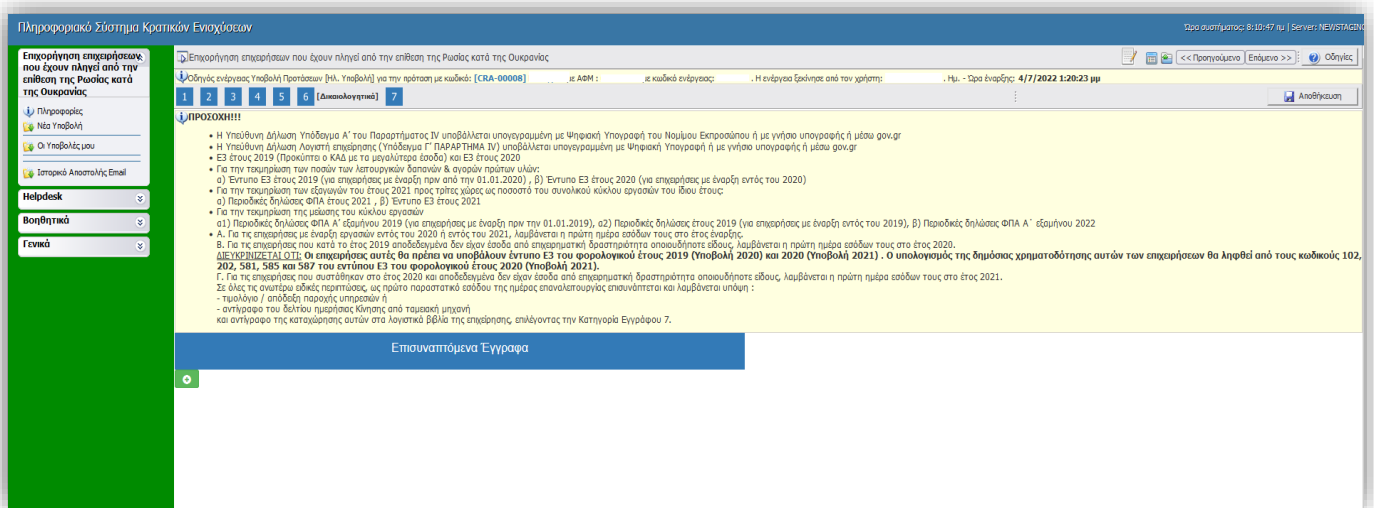 Πληροφοριακό Σύστημα Κρατικών Ενισχύσεων
Ώρα συστήματος: 8:10:47 πμ | Server: NEWSTAGING
Επιχορήγηση επιχειρήσεων
που έχουν πληγεί από την
επίθεση της Ρωσίας κατά
της Ουκρανίας
Πληροφορίες
Νέα Υποβολή
Οι Υποβολές μου
Ιστορικό Αποστολής Email
Helpdesk
Βοηθητικά
Γενικά
Επιχορήγηση επιχειρήσεων που έχουν πληγεί από την επίθεση της Ρωσίας κατά της Ουκρανίας
<< Προηγούμενο Επόμενο >> Οδηγίες
Οδηγός ενέργειας Υποβολή Προτάσεων [Ηλ. Υποβολή] για την πρόταση με κωδικό: [CRA-00008] με ΑΦΜ : με κωδικό ενέργειας: . Η ενέργεια ξεκίνησε από τον χρήστη: . Ημ. - Ώρα έναρξης: 4/7/2022 1:20:23 μμ
1 2 3 4 5 6 [Δικαιολογητικά] 7
Αποθήκευση
ΠΡΟΣΟΧΗ!!!
• Η Υπεύθυνη Δήλωση Υπόδειγμα Α' του Παραρτήματος IV υποβάλλεται υπογεγραμμένη με Ψηφιακή Υπογραφή του Νομίμου Εκπροσώπου ή με γνήσιο υπογραφής ή μέσω gov.gr
• Η Υπεύθυνη Δήλωση Λογιστή επιχείρησης (Υπόδειγμα Γ' ΠΑΡΑΡΤΗΜΑ IV) υποβάλλεται υπογεγραμμένη με Ψηφιακή Υπογραφή ή με γνήσιο υπογραφής ή μέσω gov.gr
• Ε3 έτους 2019 (Προκύπτει ο ΚΑΔ με τα μεγαλύτερα έσοδα) και Ε3 έτους 2020
• Για την τεκμηρίωση των ποσών των λειτουργικών δαπανών & αγορών πρώτων υλών:
α) Έντυπο Ε3 έτους 2019 (για επιχειρήσεις με έναρξη πριν από την 01.01.2020) , β) Έντυπο Ε3 έτους 2020 (για επιχειρήσεις με έναρξη εντός του 2020)
• Για την τεκμηρίωση των εξαγωγών του έτους 2021 προς τρίτες χώρες ως ποσοστό του συνολικού κύκλου εργασιών του ίδιου έτους:
α) Περιοδικές δηλώσεις ΦΠΑ έτους 2021 , β) Έντυπο Ε3 έτους 2021
• Για την τεκμηρίωση της μείωσης του κύκλου εργασιών
α1) Περιοδικές δηλώσεις ΦΠΑ Α' εξαμήνου 2019 (για επιχειρήσεις με έναρξη πριν την 01.01.2019), α2) Περιοδικές δηλώσεις έτους 2019 (για επιχειρήσεις με έναρξη εντός του 2019), β) Περιοδικές δηλώσεις ΦΠΑ Α΄ εξαμήνου 2022
• Α. Για τις επιχειρήσεις με έναρξη εργασιών εντός του 2020 ή εντός του 2021, λαμβάνεται η πρώτη ημέρα εσόδων τους στο έτος έναρξης.
Β. Για τις επιχειρήσεις που κατά το έτος 2019 αποδεδειγμένα δεν είχαν έσοδα από επιχειρηματική δραστηριότητα οποιουδήποτε είδους, λαμβάνεται η πρώτη ημέρα εσόδων τους στο έτος 2020.
ΔΙΕΥΚΡΙΝΙΖΕΤΑΙ ΟΤΙ: Οι επιχειρήσεις αυτές θα πρέπει να υποβάλουν έντυπο Ε3 του φορολογικού έτους 2019 (Υποβολή 2020) και 2020 (Υποβολή 2021) . Ο υπολογισμός της δημόσιας χρηματοδότησης αυτών των επιχειρήσεων θα ληφθεί από τους κωδικούς 102,
202, 581, 585 και 587 του εντύπου Ε3 του φορολογικού έτους 2020 (Υποβολή 2021).
Γ. Για τις επιχειρήσεις που συστάθηκαν στο έτος 2020 και αποδεδειγμένα δεν είχαν έσοδα από επιχειρηματική δραστηριότητα οποιουδήποτε είδους, λαμβάνεται η πρώτη ημέρα εσόδων τους στο έτος 2021.
Σε όλες τις ανωτέρω ειδικές περιπτώσεις, ως πρώτο παραστατικό εσόδου της ημέρας επαναλειτουργίας επισυνάπτεται και λαμβάνεται υπόψη :
- τιμολόγιο / απόδειξη παροχής υπηρεσιών ή
- αντίγραφο του δελτίου ημερήσιας Κίνησης από ταμειακή μηχανή
και αντίγραφο της καταχώρησης αυτών στα λογιστικά βιβλία της επιχείρησης, επιλέγοντας την Κατηγορία Εγγράφου 7.
Επισυναπτόμενα Έγγραφα